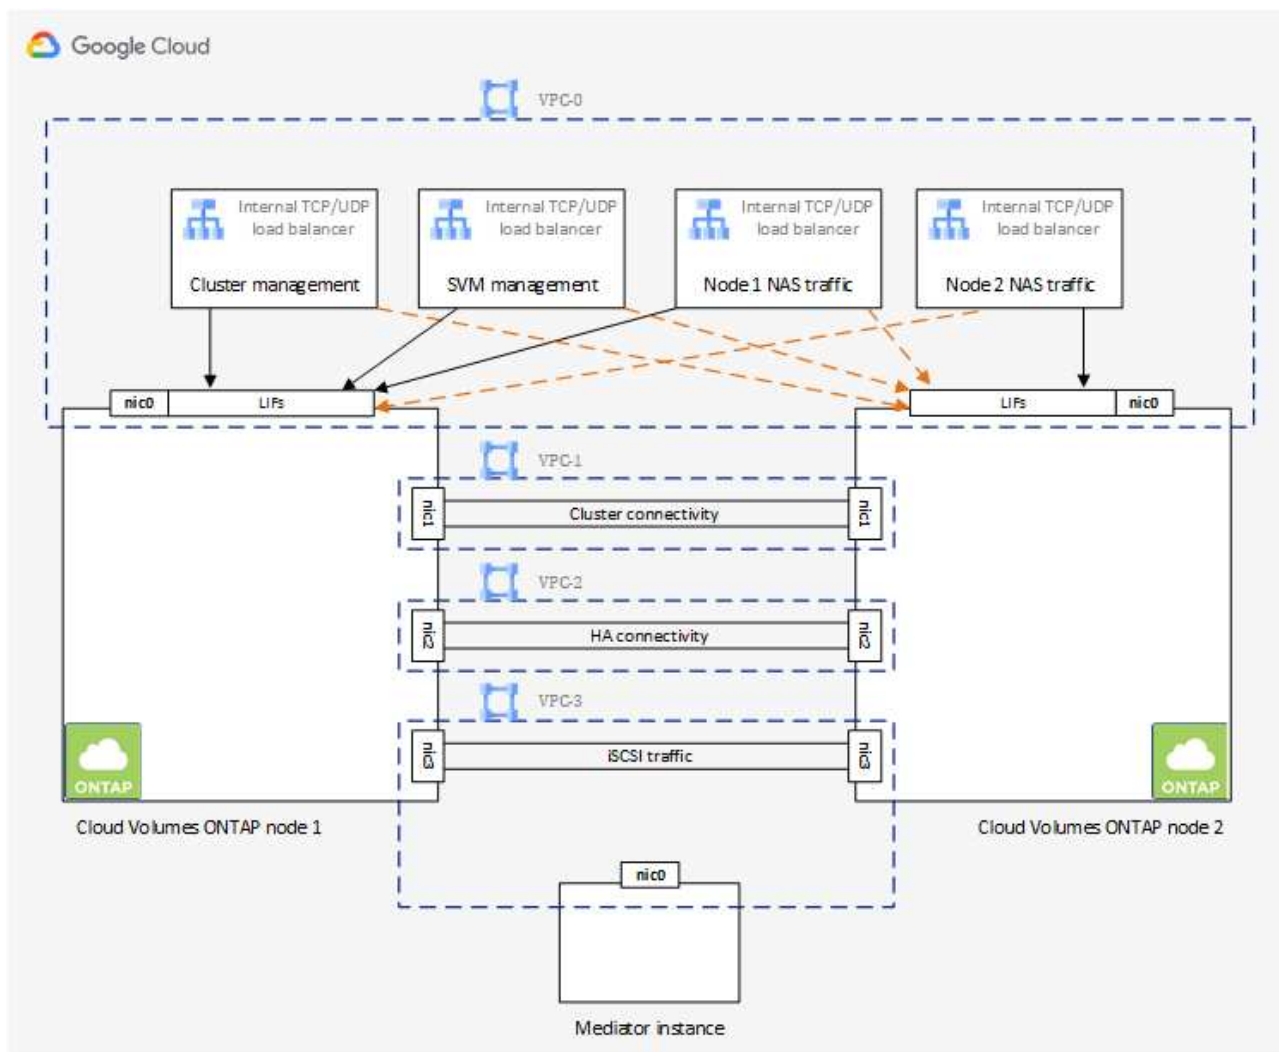 Google Cloud
VPC-0
Internal TCP/UDP
load balancer
Cluster management
Internal TCP/UDP
load balancer
SVM management
Internal TCP/UDP
load balancer
Node 1 NAS traffic
Internal TCP/UDP
load balancer
Node 2 NAS traffic
nic0
LIFs
LIFs
nic0
VPC-1
nic1
Cluster connectivity
nic1
VPC-2
nic2
HA connectivity
nic2
VPC-3
nic3
iSCSI traffic
nic3
ONTAP
ONTAP
Cloud Volumes ONTAP node 1
Cloud Volumes ONTAP node 2
nic0
Mediator instance